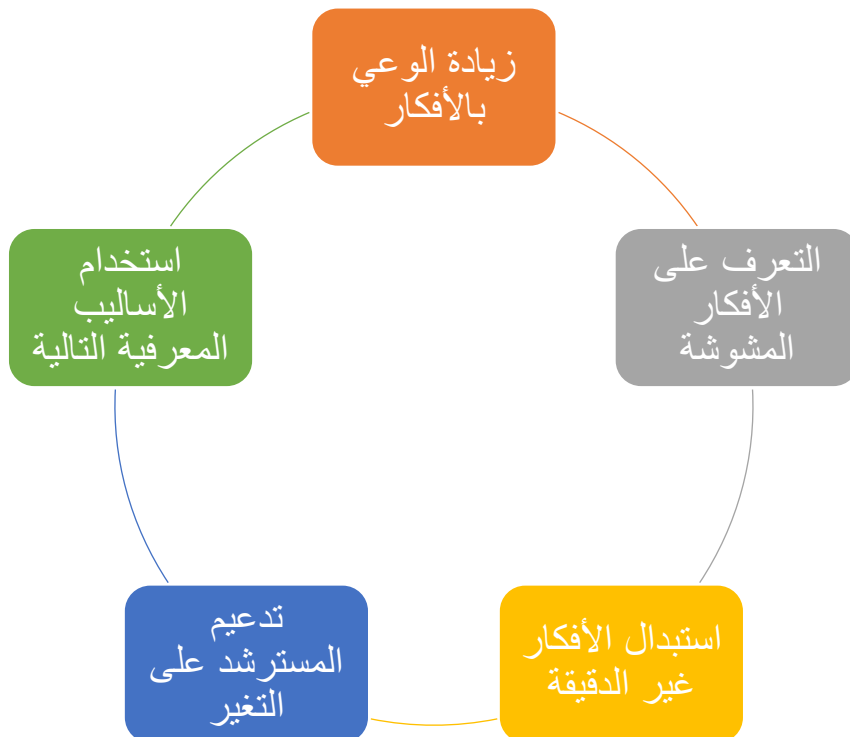 زيادة الوعي
بالأفكار
التعرف على
الأفكار
المشوشة
استبدال الأفكار
غير الدقيقة
تدعيم
المسترشد على
التغير
استخدام
الأساليب
المعرفية التالية